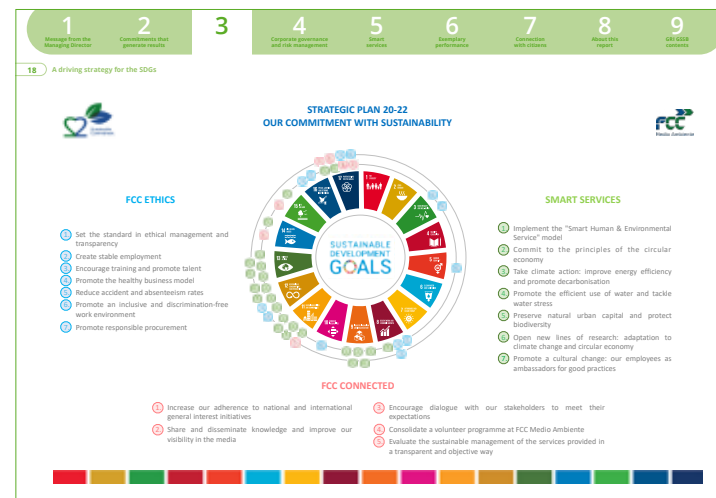 1
Message from the
Managing Director
2
Commitments that
generate results
3
4
Corporate governance
and risk management
5
Smart
services
6
Exemplary
performance
7
Connection
with citizens
8
About this
report
9
GRI-GSSB
contents
18
A driving strategy for the SDGs
STRATEGIC PLAN 20-22
OUR COMMITMENT WITH SUSTAINABILITY
FCC
Medio Ambiente
FCC ETHICS
1 Set the standard in ethical management and
transparency
2 Create stable employment
3 Encourage training and promote talent
4 Promote the healthy business model
5 Reduce accident and absenteeism rates
6 Promote an inclusive and discrimination-free
work environment
7 Promote responsible procurement
SUSTAINABLE
DEVELOPMENT
GOALS
SMART SERVICES
1 Implement the "Smart Human & Environmental
Service" model
2 Commit to the principles of the circular
economy
3 Take climate action: improve energy efficiency
and promote decarbonisation
4 Promote the efficient use of water and tackle
water stress
5 Preserve natural urban capital and protect
biodiversity
6 Open new lines of research: adaptation to
climate change and circular economy
7 Promote a cultural change: our employees as
ambassadors for good practices
FCC CONNECTED
1 Increase our adherence to national and international
general interest initiatives
2 Share and disseminate knowledge and improve our
visibility in the media
3 Encourage dialogue with our stakeholders to meet their
expectations
4 Consolidate a volunteer programme at FCC Medio Ambiente
5 Evaluate the sustainable management of the services provided in
a transparent and objective way